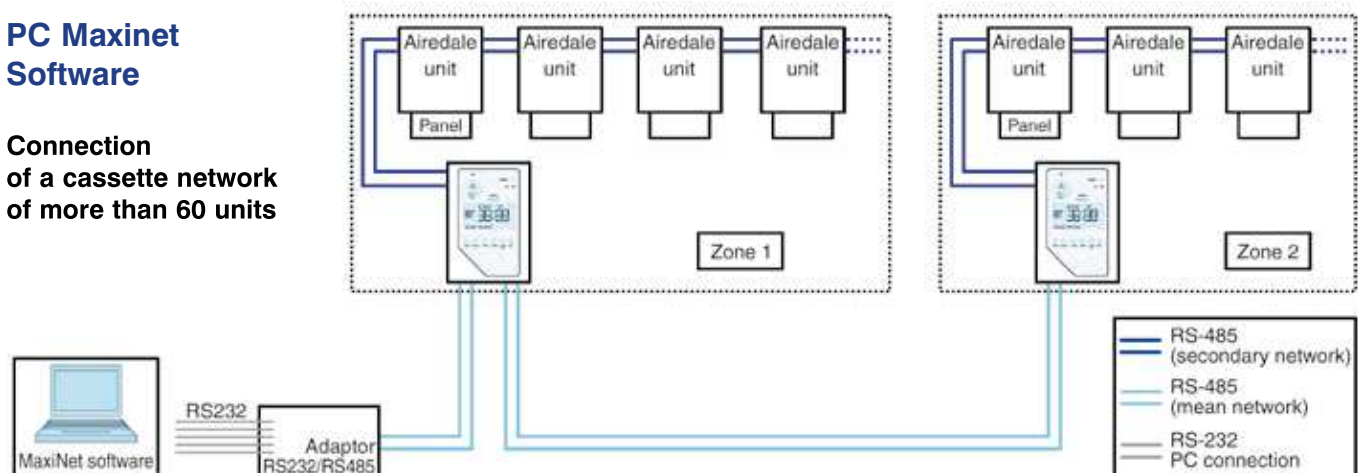 PC Maxinet
Software
Connection
of a cassette network
of more than 60 units
Airedale
unit
Panel
Airedale
unit
Airedale
unit
Airedale
unit
Zone 1
Airedale
unit
Panel
Airedale
unit
Airedale
unit
Zone 2
MaxiNet software
RS232
Adaptor
RS232/RS485
RS-485
(secondary network)
RS-485
(mean network)
RS-232
PC connection